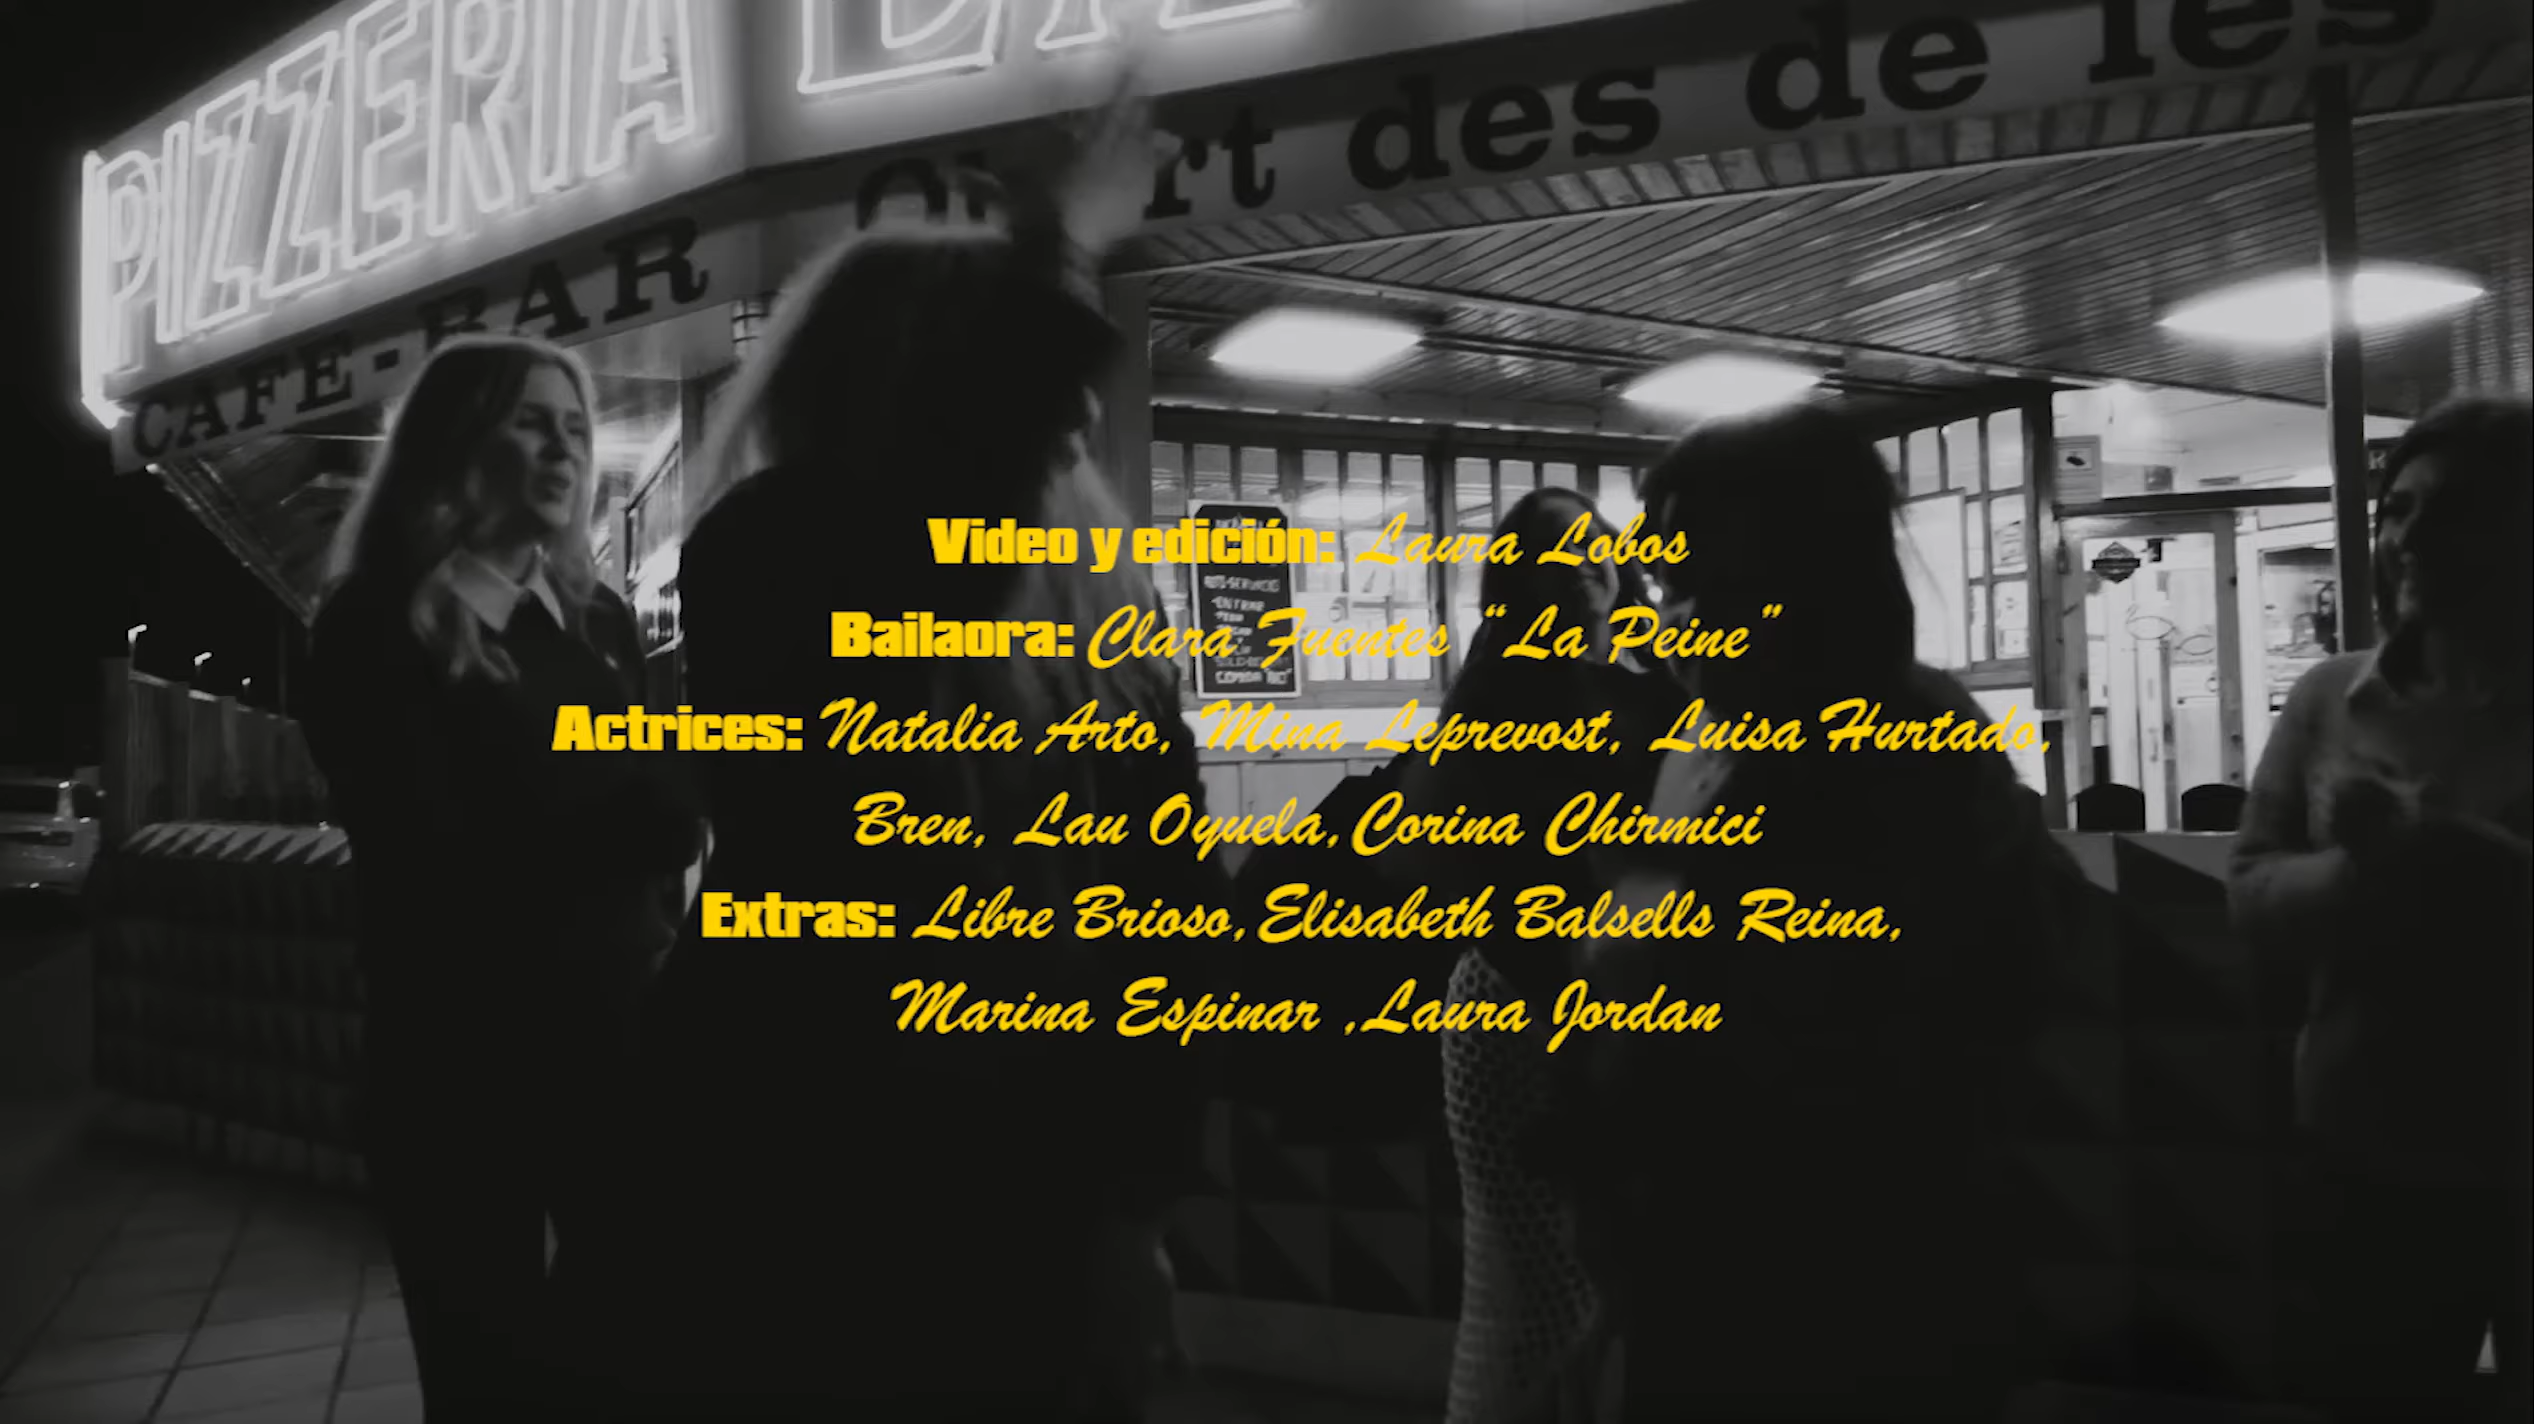 PIZZERIA
CAFE-BAR
rt des de les
Video y edición: Laura Lobos
Bailaora: Clara Fuentes “La Peine”
Actrices: Natalia Arto, Mina Leprevost, Luisa Hurtado,
Bren, Lau Oyuela, Corina Chirmici
Extras: Libre Brioso, Elisabeth Balsells Reina,
Marina Espinar ,Laura Jordan